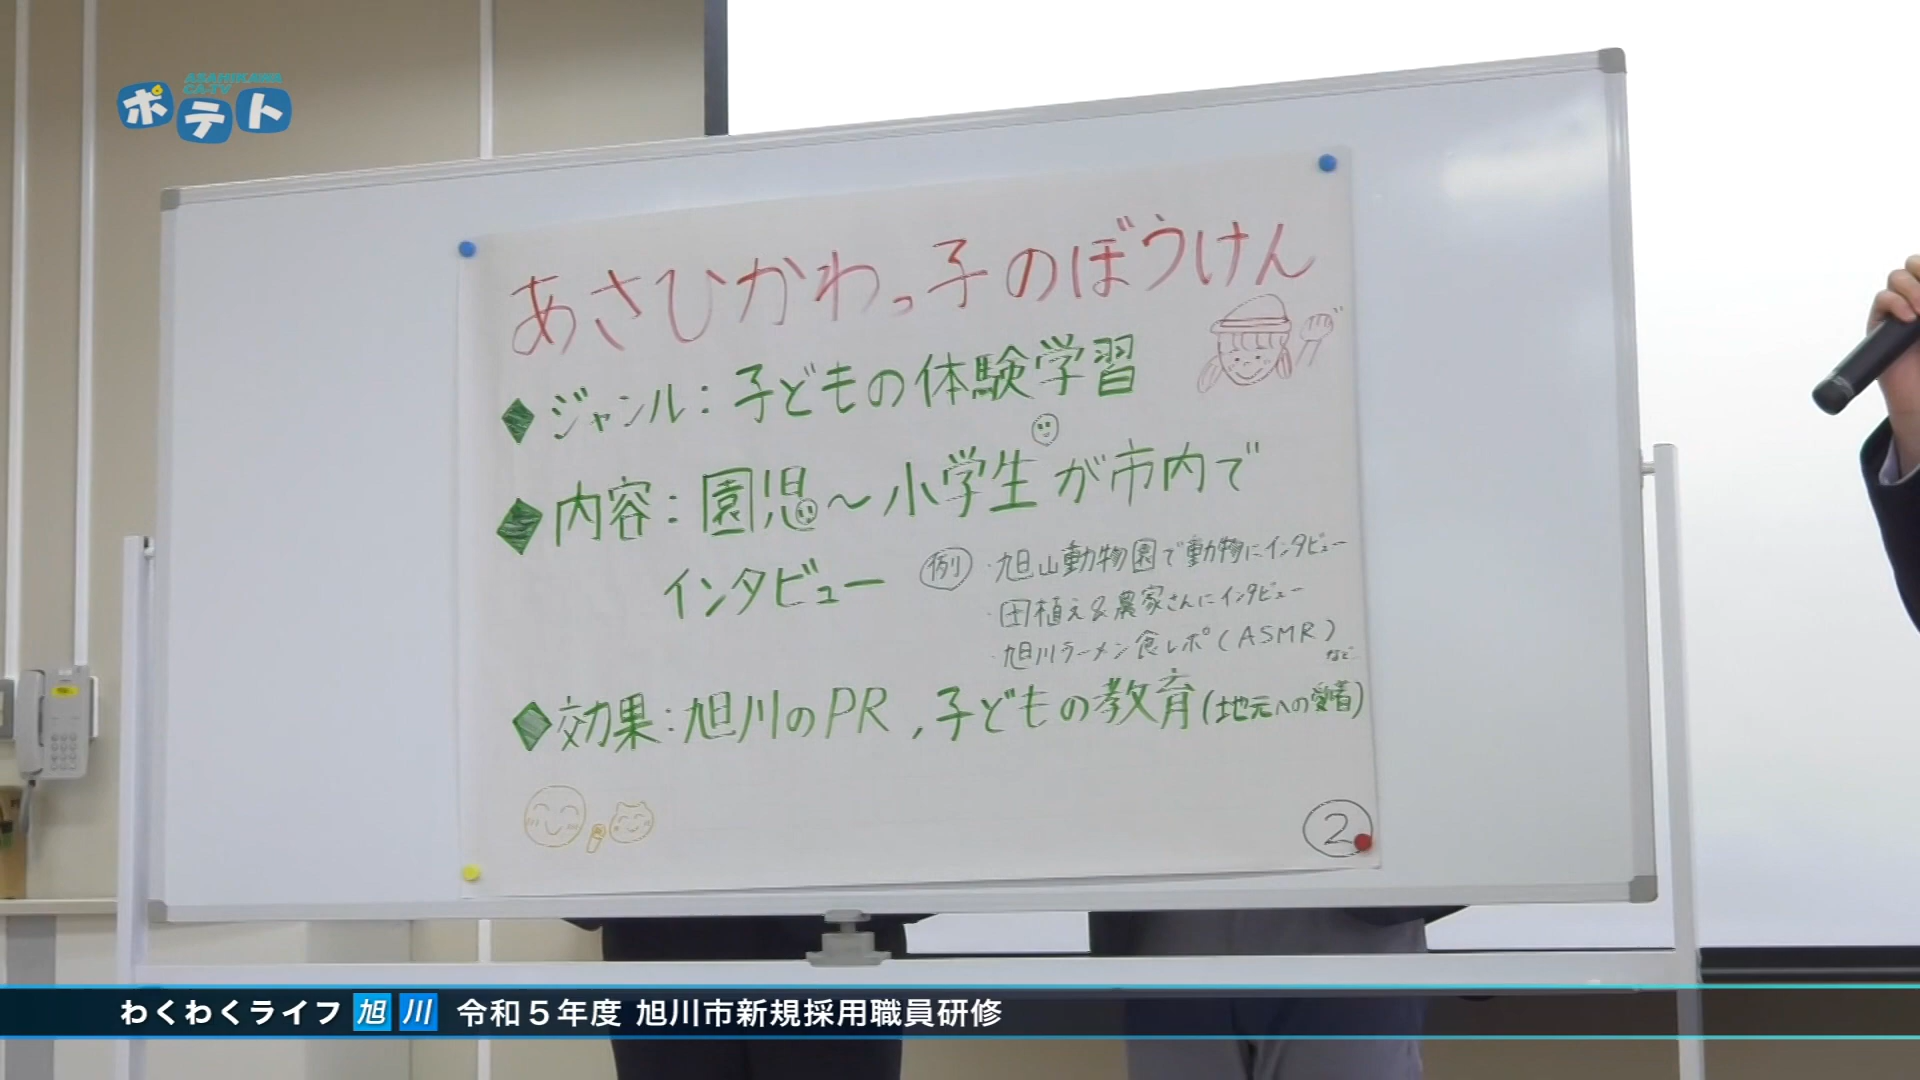 ASAHIKAWA
CATV
ポテト
あさひかわっ子のぼうけん
◆ジャンル：子どもの体験学習
◆内容：園児～小学生が市内で
インタビュー
例 ・旭山動物園で動物にインタビュー
・田植え&農家さんにインタビュー
・旭川ラーメン食レポ(ASMR)
など
◆効果：旭川のPR，子どもの教育(地元への愛着)
②
わくわくライフ旭川 令和５年度 旭川市新規採用職員研修